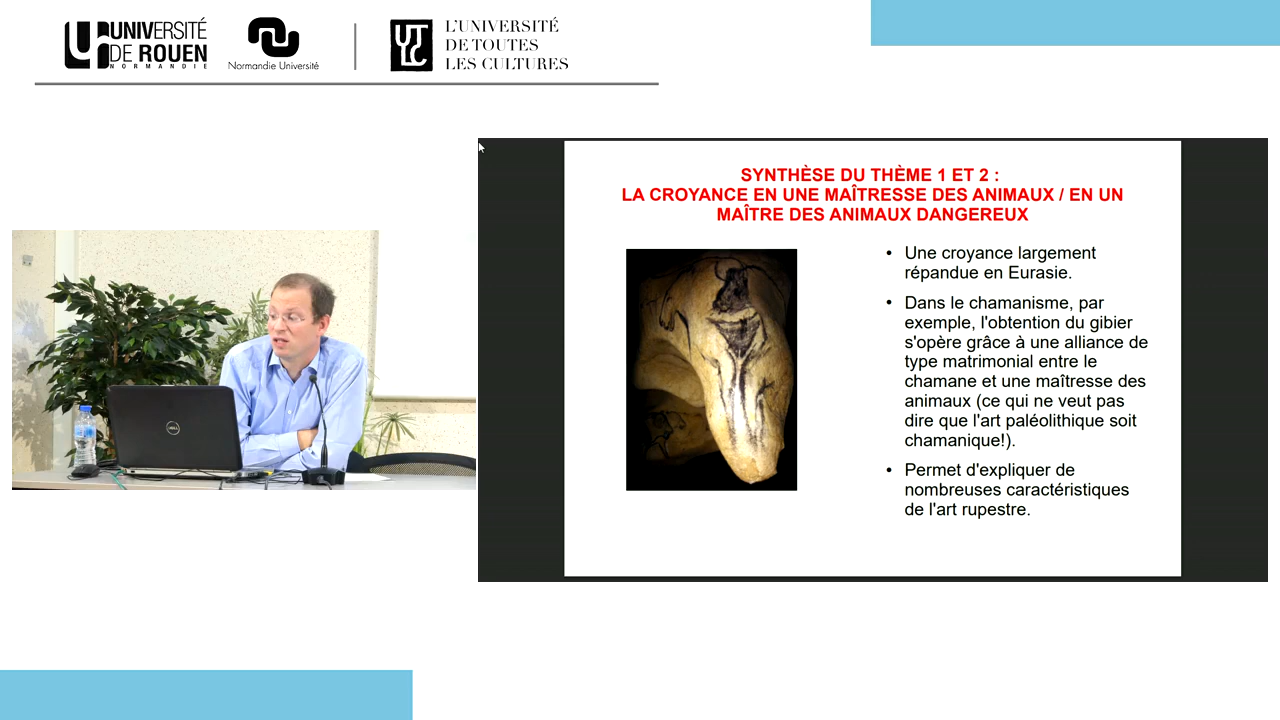 UNIVERSITÉ
DE ROUEN
NORMANDIE
Normandie Université
UTLC
L'UNIVERSITÉ
DE TOUTES
LES CULTURES
SYNTHÈSE DU THÈME 1 ET 2 :
LA CROYANCE EN UNE MAÎTRESSE DES ANIMAUX / EN UN
MAÎTRE DES ANIMAUX DANGEREUX
• Une croyance largement
répandue en Eurasie.
• Dans le chamanisme, par
exemple, l'obtention du gibier
s'opère grâce à une alliance de
type matrimonial entre le
chamane et une maîtresse des
animaux (ce qui ne veut pas
dire que l'art paléolithique soit
chamanique!).
• Permet d'expliquer de
nombreuses caractéristiques
de l'art rupestre.
DELL